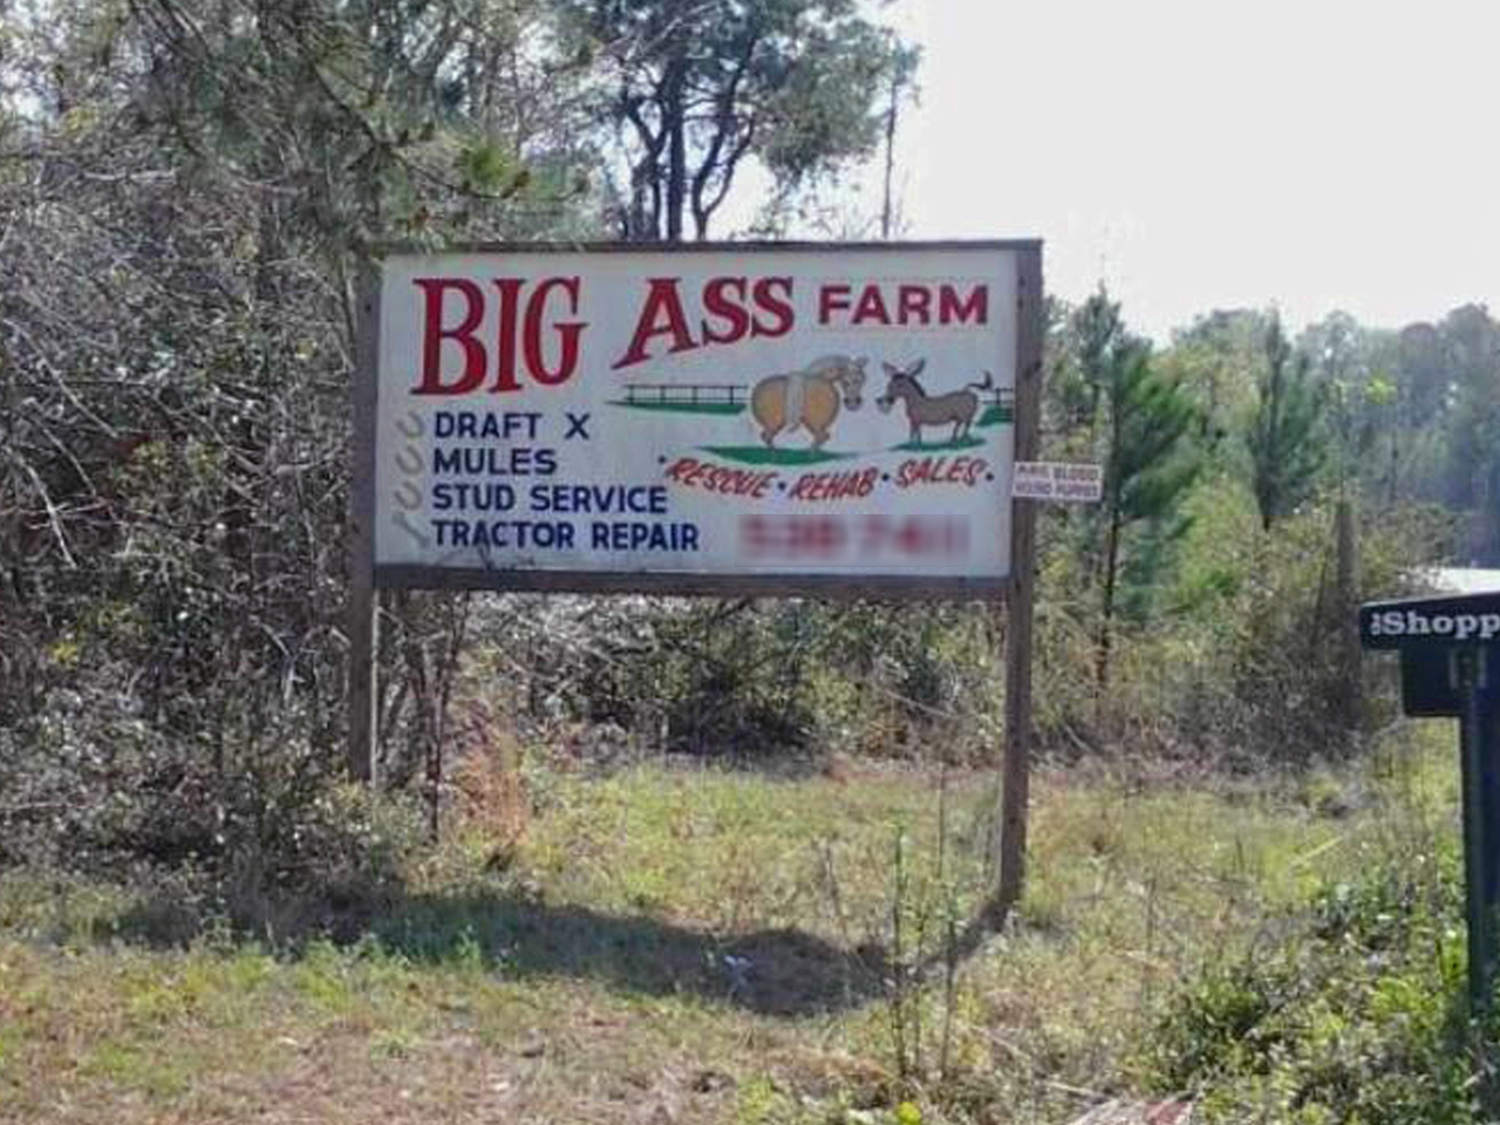 BIG ASS FARM
DRAFT X
MULES
STUD SERVICE
TRACTOR REPAIR
• RESCUE • REHAB • SALES •
Shopp